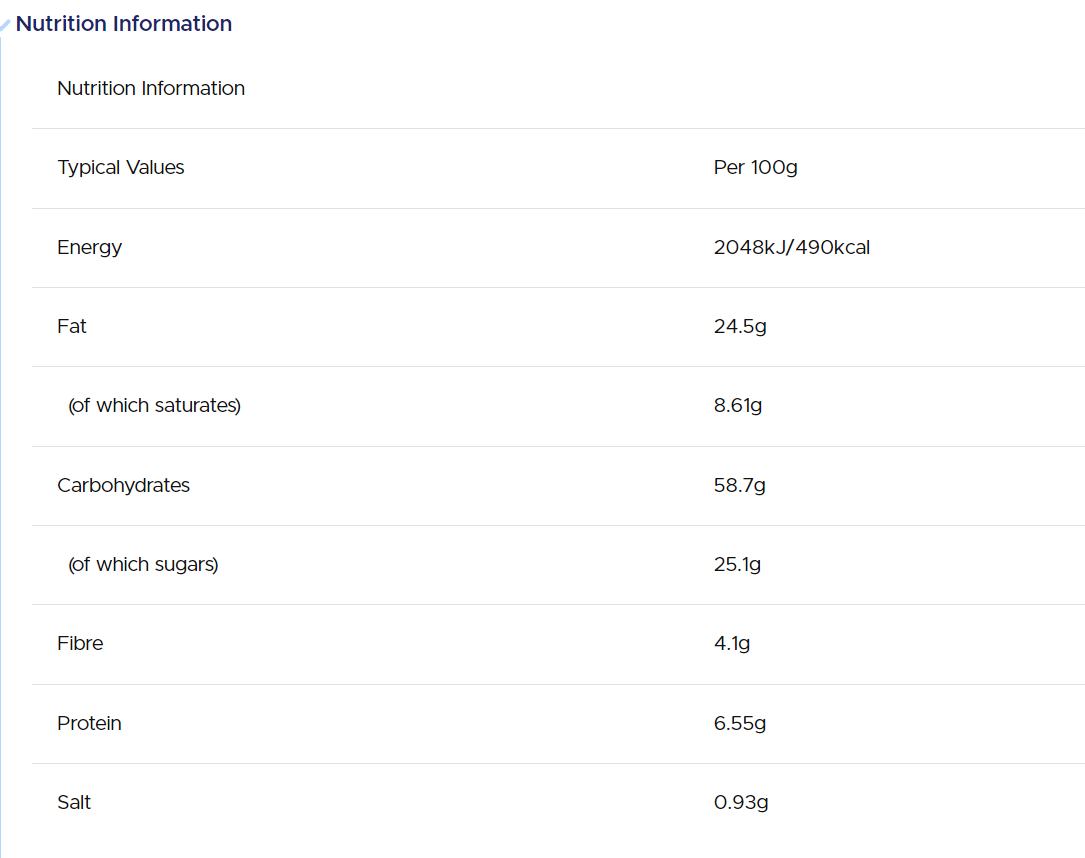 Nutrition Information
Nutrition Information
Typical Values Per 100g
Energy 2048kJ/490kcal
Fat 24.5g
(of which saturates) 8.61g
Carbohydrates 58.7g
(of which sugars) 25.1g
Fibre 4.1g
Protein 6.55g
Salt 0.93g